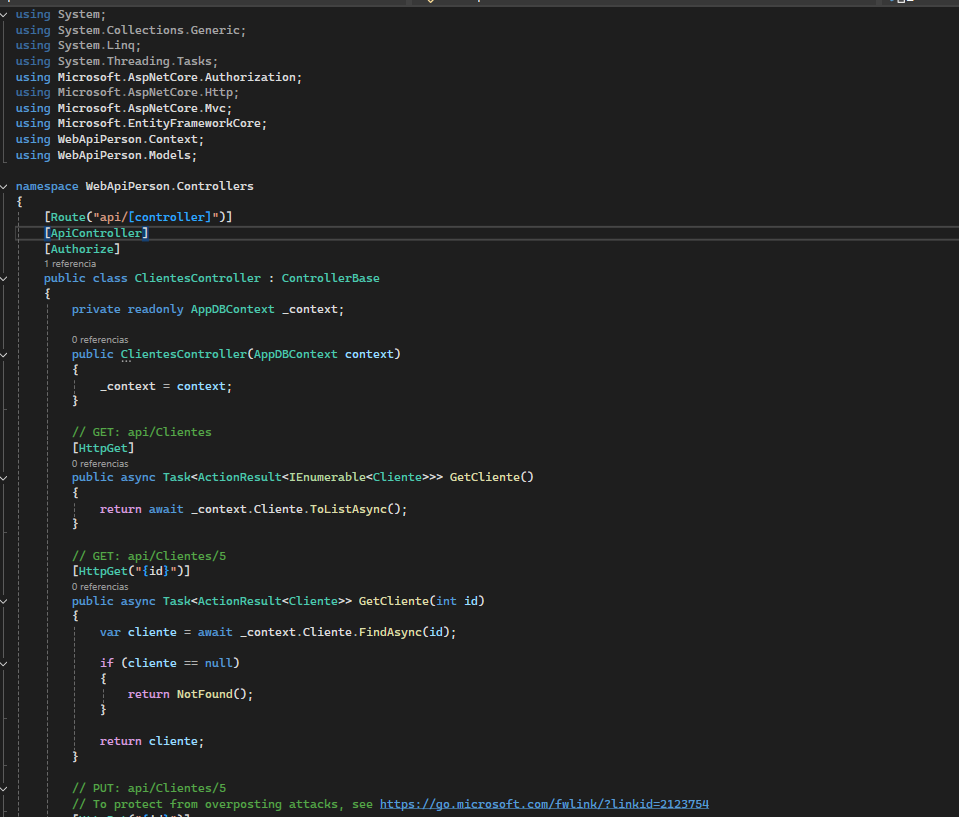 using System;
using System.Collections.Generic;
using System.Linq;
using System.Threading.Tasks;
using Microsoft.AspNetCore.Authorization;
using Microsoft.AspNetCore.Http;
using Microsoft.AspNetCore.Mvc;
using Microsoft.EntityFrameworkCore;
using WebApiPerson.Context;
using WebApiPerson.Models;
namespace WebApiPerson.Controllers
{
[Route("api/[controller]")]
[ApiController]
[Authorize]
1 referencia
public class ClientesController : ControllerBase
{
private readonly AppDBContext _context;
0 referencias
public ClientesController(AppDBContext context)
{
_context = context;
}
// GET: api/Clientes
[HttpGet]
0 referencias
public async Task<ActionResult<IEnumerable<Cliente>>> GetCliente()
{
return await _context.Cliente.ToListAsync();
}
// GET: api/Clientes/5
[HttpGet("{id}")]
0 referencias
public async Task<ActionResult<Cliente>> GetCliente(int id)
{
var cliente = await _context.Cliente.FindAsync(id);
if (cliente == null)
{
return NotFound();
}
return cliente;
}
// PUT: api/Clientes/5
// To protect from overposting attacks, see https://go.microsoft.com/fwlink/?linkid=2123754